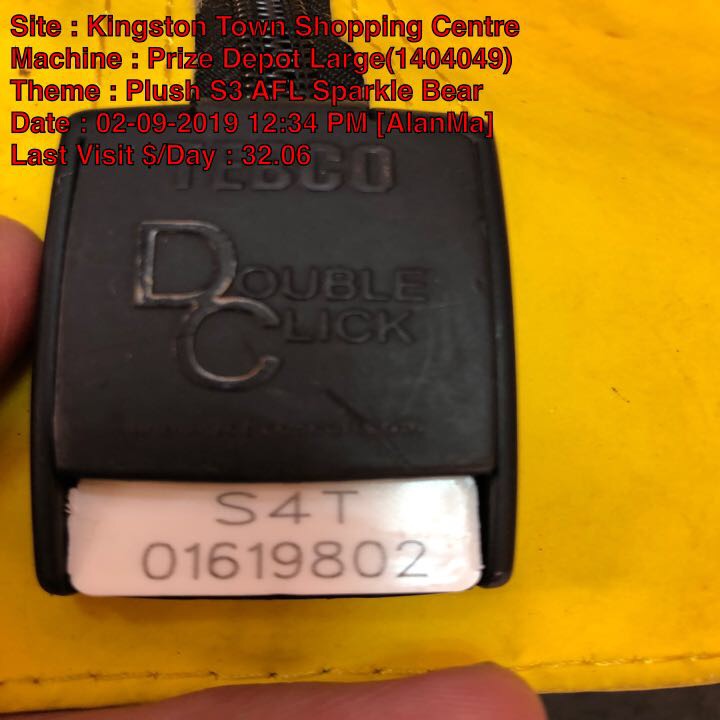 Site : Kingston Town Shopping Centre
Machine : Prize Depot Large(1404049)
Theme : Plush S3 AFL Sparkle Bear
Date : 02-09-2019 12:34 PM [AlanMa]
Last Visit $/Day : 32.06
DOUBLE
CLICK
S4T
01619802